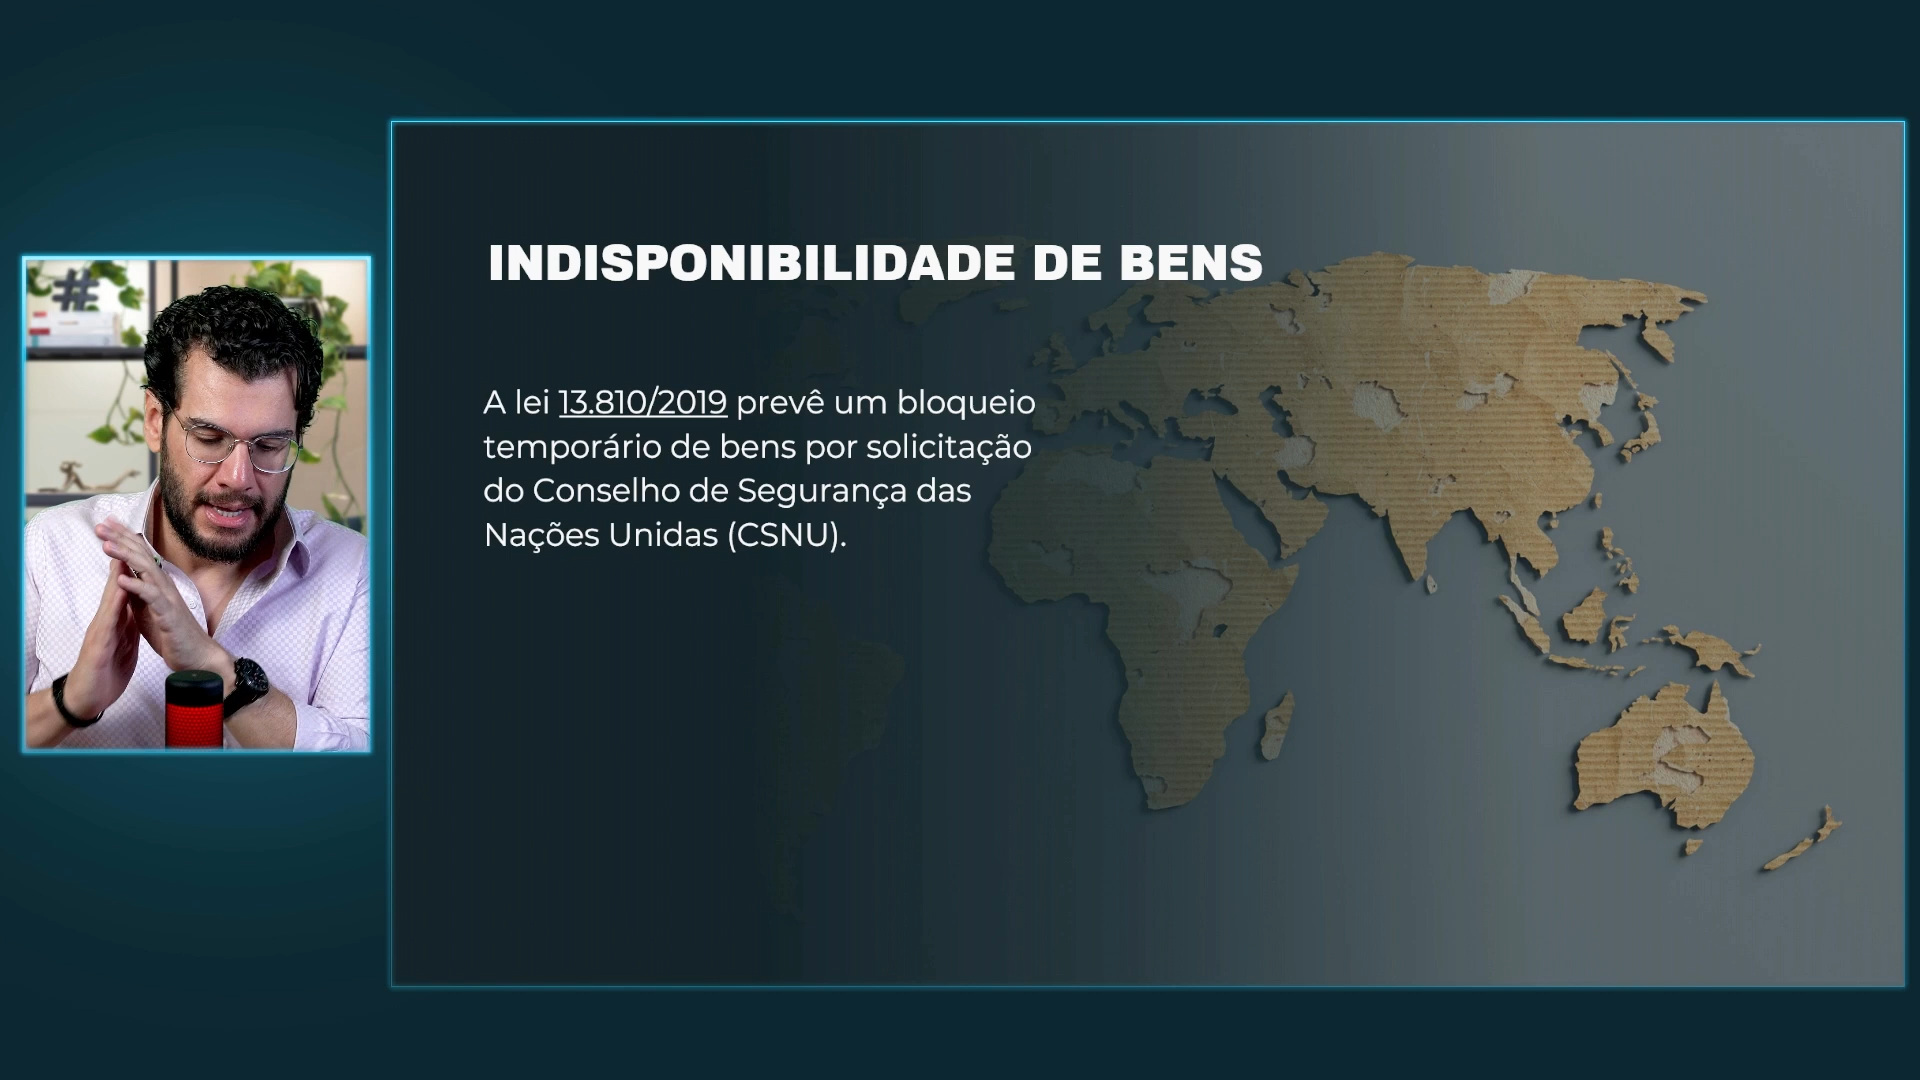 INDISPONIBILIDADE DE BENS
A lei 13.810/2019 prevê um bloqueio
temporário de bens por solicitação
do Conselho de Segurança das
Nações Unidas (CSNU).